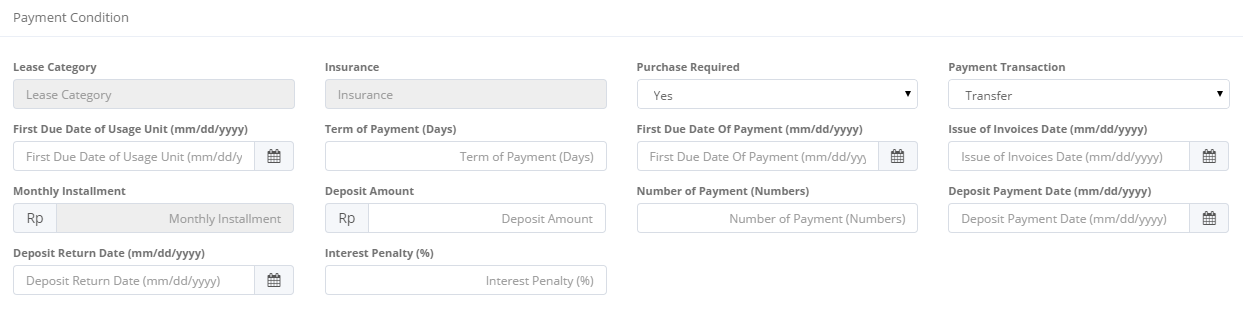 Payment Condition
Lease Category Insurance Purchase Required Payment Transaction
Lease Category Insurance Yes Transfer
First Due Date of Usage Unit (mm/dd/yyyy) Term of Payment (Days) First Due Date Of Payment (mm/dd/yyyy) Issue of Invoices Date (mm/dd/yyyy)
First Due Date of Usage Unit (mm/dd/y Term of Payment (Days) First Due Date Of Payment (mm/dd/yyy Issue of Invoices Date (mm/dd/yyyy)
Monthly Installment Deposit Amount Number of Payment (Numbers) Deposit Payment Date (mm/dd/yyyy)
Rp Monthly Installment Rp Deposit Amount Number of Payment (Numbers) Deposit Payment Date (mm/dd/yyyy)
Deposit Return Date (mm/dd/yyyy) Interest Penalty (%)
Deposit Return Date (mm/dd/yyyy) Interest Penalty (%)